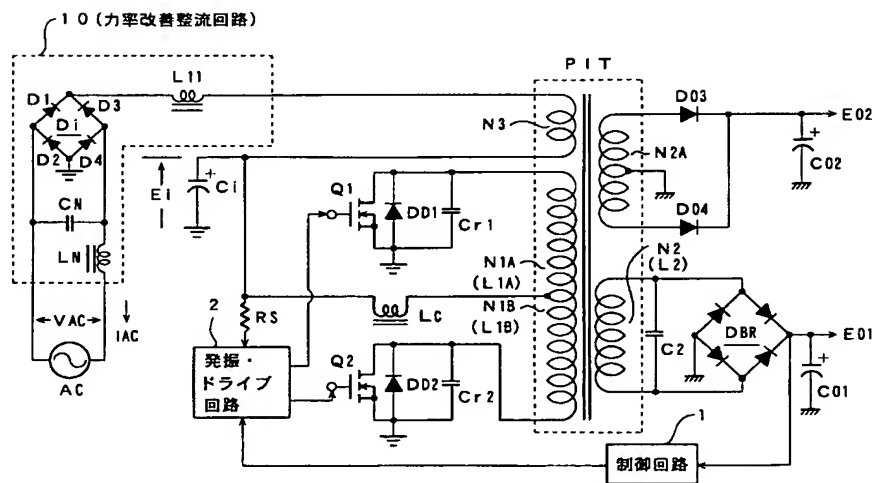 10(力率改善整流回路)
L11
PIT
D1
D3
Di
D2
D4
N3
D03
E02
N2A
C02
Ei
Ci
Q1
DD1
Cr1
CN
LN
N1A
(L1A)
D04
N2
(L2)
VAC
IAC
N1B
(L1B)
2
RS
LC
DBR
E01
C2
AC
発振・
ドライブ
回路
Q2
DD2
Cr2
C01
1
制御回路